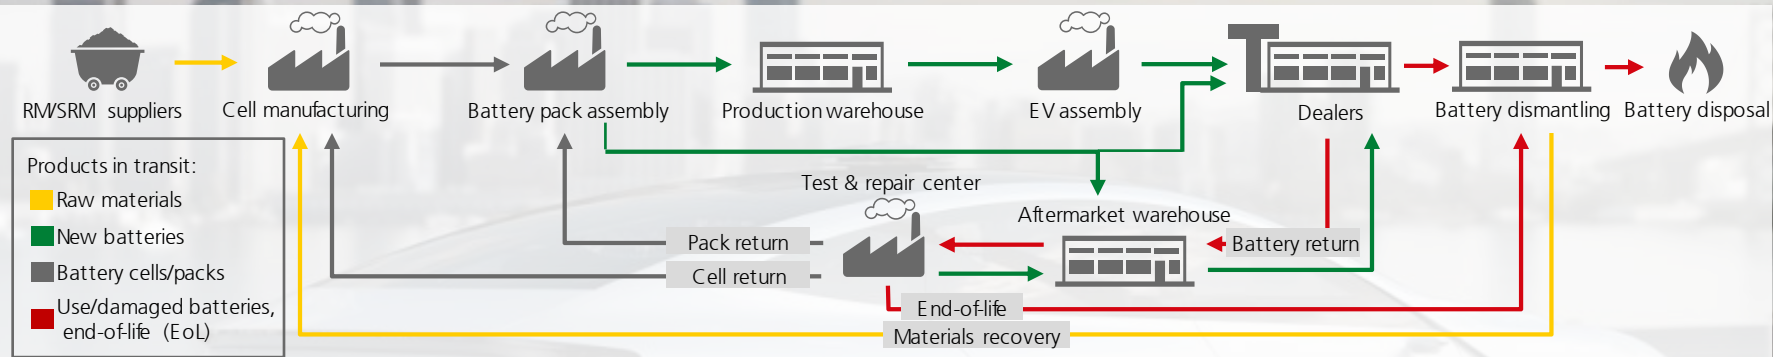 RM/SRM suppliers
Cell manufacturing
Battery pack assembly
Production warehouse
EV assembly
Dealers
Battery dismantling
Battery disposal
Products in transit:
Raw materials
New batteries
Battery cells/packs
Use/damaged batteries,
end-of-life (EoL)
Test & repair center
Aftermarket warehouse
Pack return
Battery return
Cell return
End-of-life
Materials recovery